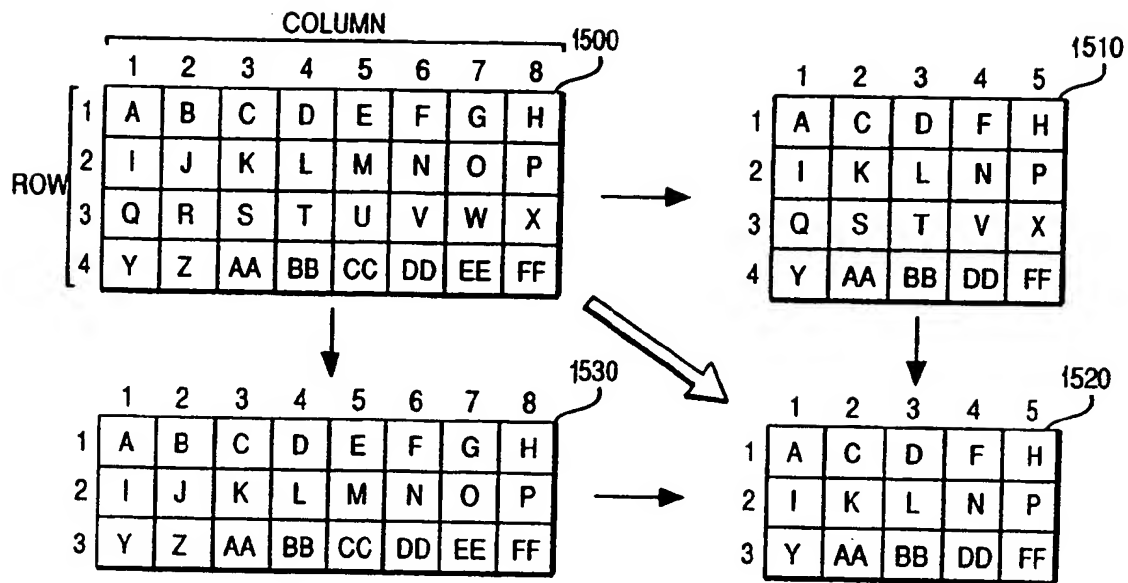 COLUMN
1500
1 2 3 4 5 6 7 8
ROW
1 A B C D E F G H
2 I J K L M N O P
3 Q R S T U V W X
4 Y Z AA BB CC DD EE FF
1510
1 2 3 4 5
1 A C D F H
2 I K L N P
3 Q S T V X
4 Y AA BB DD FF
1530
1 2 3 4 5 6 7 8
1 A B C D E F G H
2 I J K L M N O P
3 Y Z AA BB CC DD EE FF
1520
1 2 3 4 5
1 A C D F H
2 I K L N P
3 Y AA BB DD FF